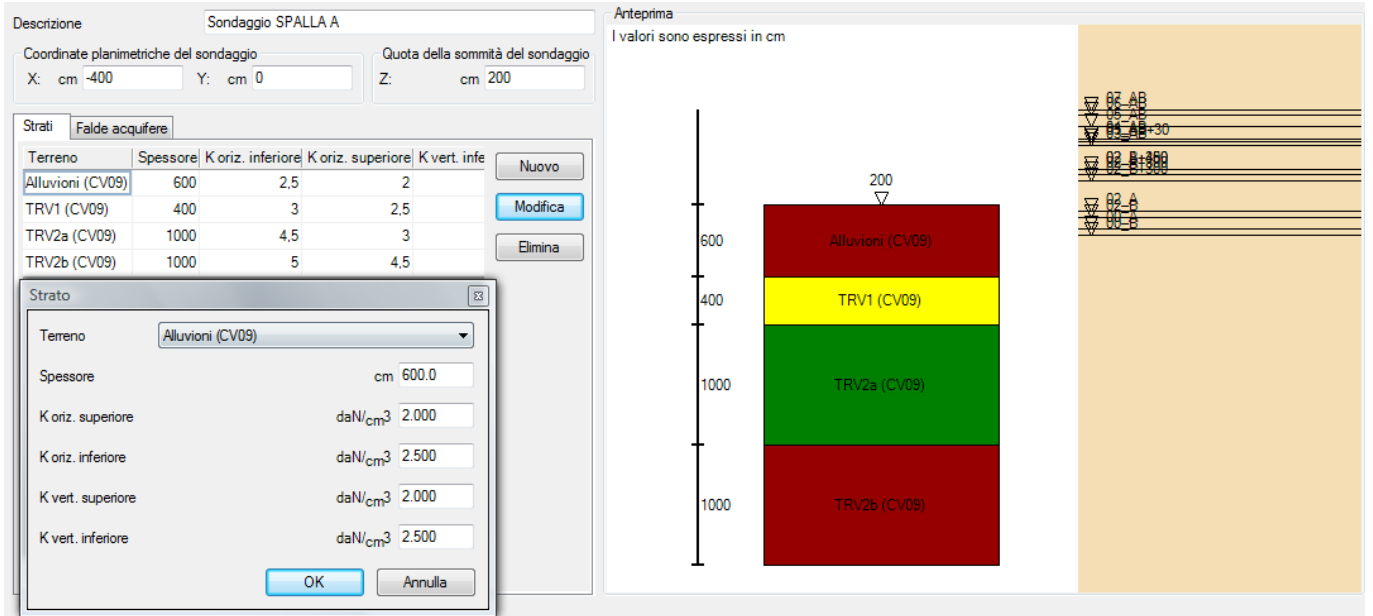 Descrizione Sondaggio SPALLA A
Coordinate planimetriche del sondaggio
X: cm -400 Y: cm 0
Quota della sommità del sondaggio
Z: cm 200
Strati Falde acquifere
Terreno Spessore K oriz. inferiore K oriz. superiore K vert. infe
Alluvioni (CV09) 600 2,5 2
TRV1 (CV09) 400 3 2,5
TRV2a (CV09) 1000 4,5 3
TRV2b (CV09) 1000 5 4,5
Nuovo
Modifica
Elimina
Strato
Terreno Alluvioni (CV09)
Spessore cm 600.0
K oriz. superiore daN/cm3 2.000
K oriz. inferiore daN/cm3 2.500
K vert. superiore daN/cm3 2.000
K vert. inferiore daN/cm3 2.500
OK Annulla
Anteprima
I valori sono espressi in cm
200
600 Alluvioni (CV09)
400 TRV1 (CV09)
1000 TRV2a (CV09)
1000 TRV2b (CV09)
05_AB
02_A
02_B
00_B